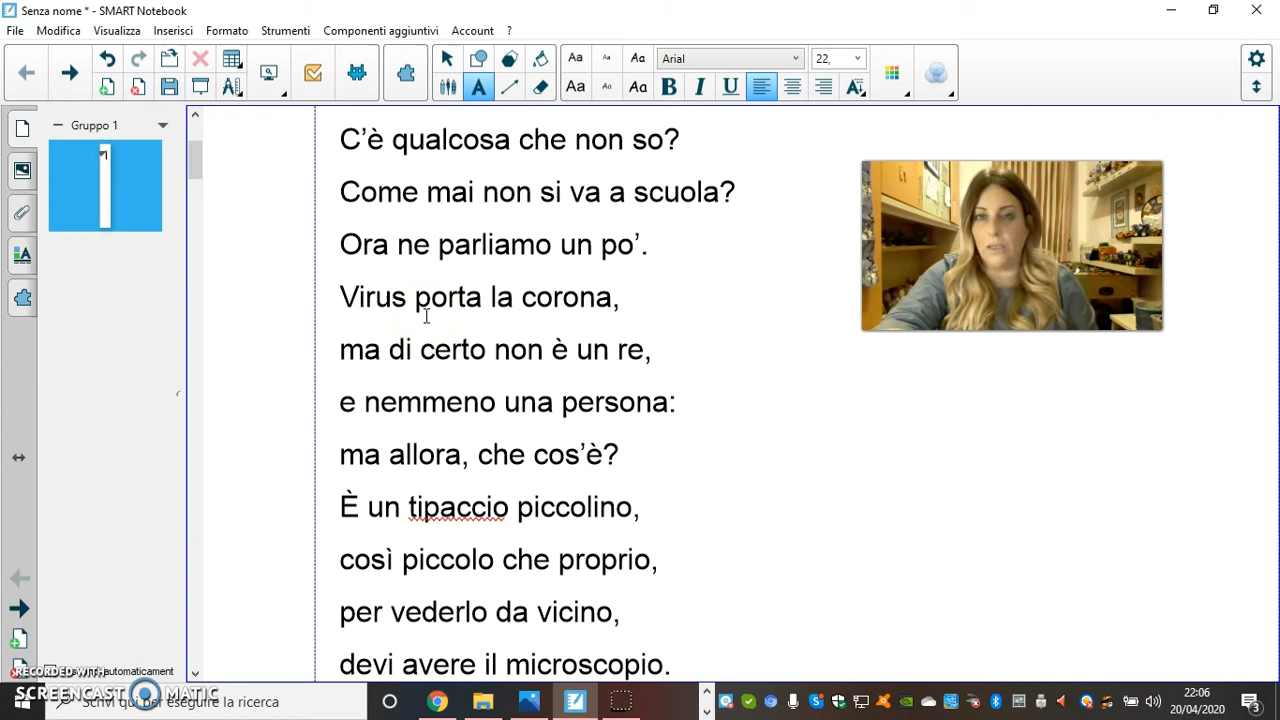 Senza nome * - SMART Notebook
File Modifica Visualizza Inserisci Formato Strumenti Componenti aggiuntivi Account ?
Arial 22,
Gruppo 1
C’è qualcosa che non so?
Come mai non si va a scuola?
Ora ne parliamo un po’.
Virus porta la corona,
ma di certo non è un re,
e nemmeno una persona:
ma allora, che cos’è?
È un tipaccio piccolino,
così piccolo che proprio,
per vederlo da vicino,
devi avere il microscopio.
RECORDED WITH
SCREENCAST MATIC
Scrivi qui per eseguire la ricerca
22:06
20/04/2020